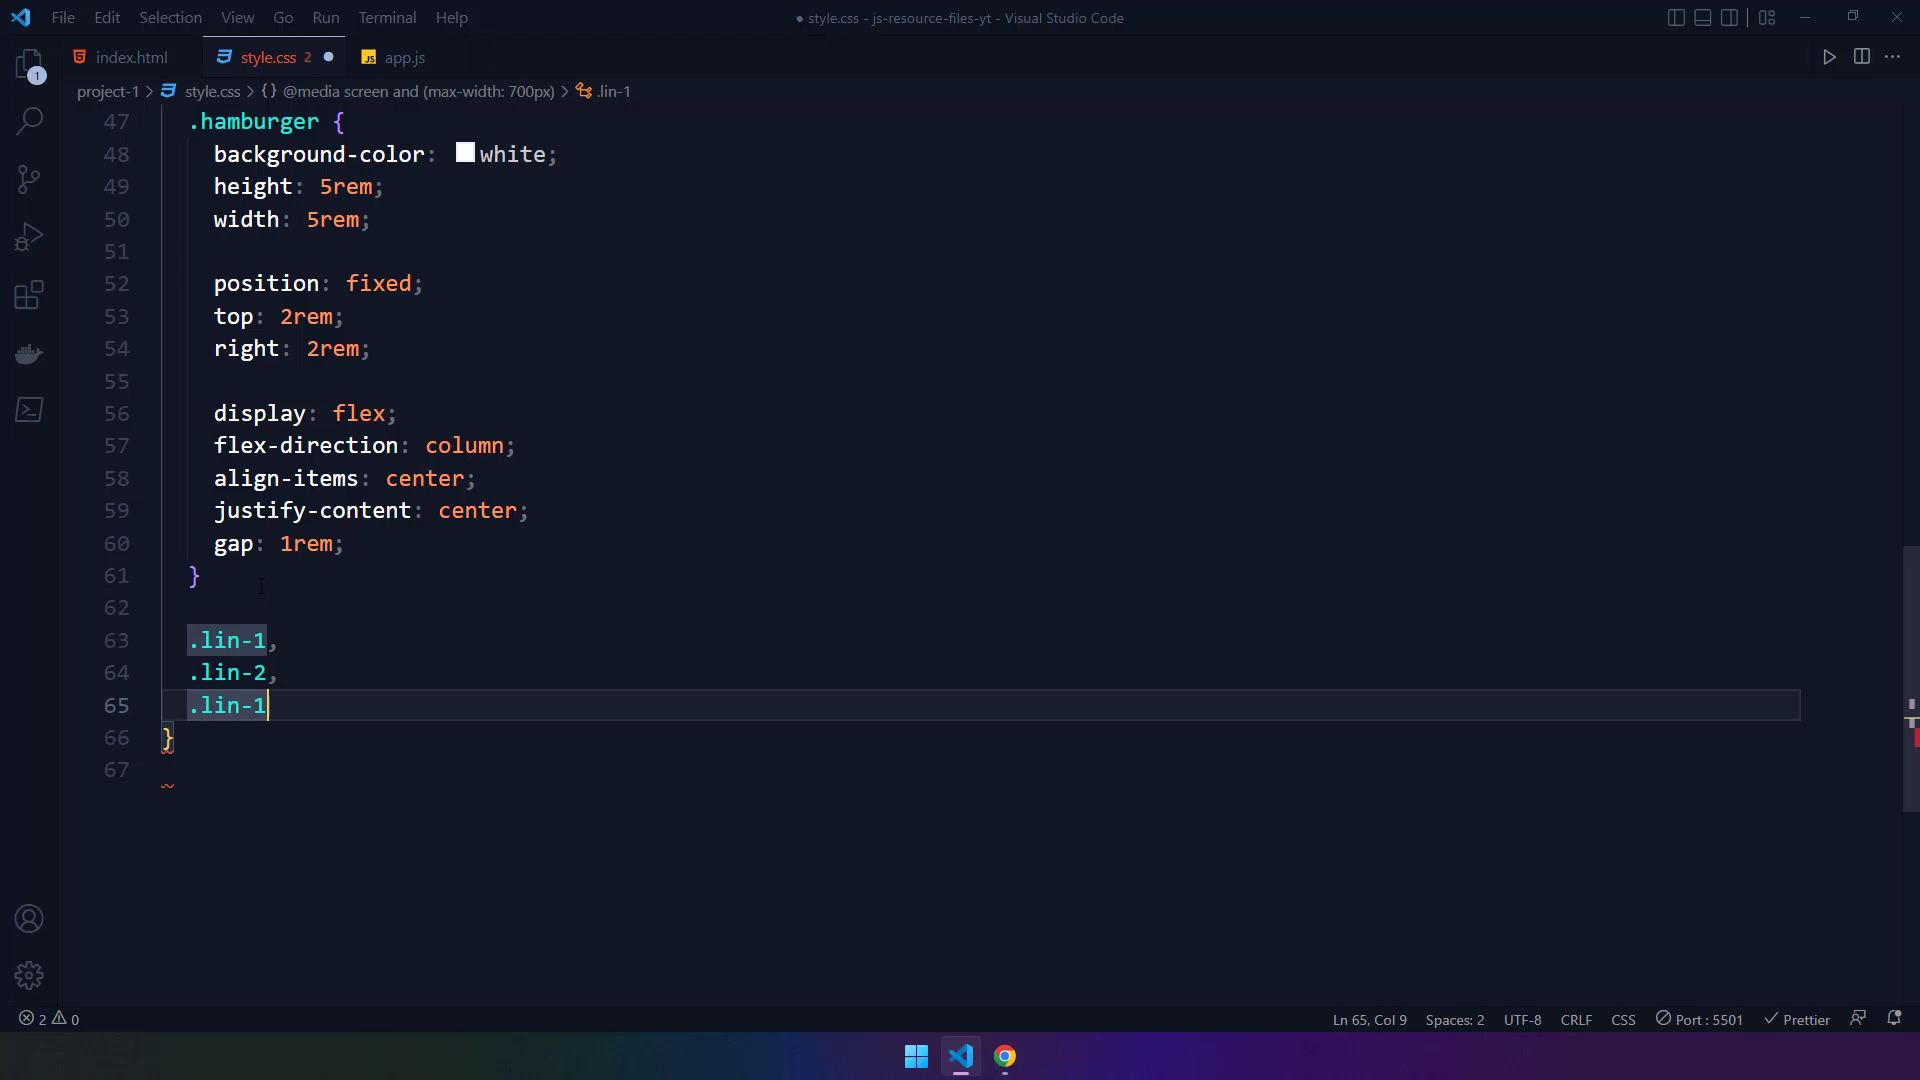 File Edit Selection View Go Run Terminal Help
● style.css - js-resource-files-yt - Visual Studio Code
1
index.html
style.css 2
JS app.js
project-1 > style.css > {} @media screen and (max-width: 700px) > .lin-1
47 .hamburger {
48 background-color: white;
49 height: 5rem;
50 width: 5rem;
51
52 position: fixed;
53 top: 2rem;
54 right: 2rem;
55
56 display: flex;
57 flex-direction: column;
58 align-items: center;
59 justify-content: center;
60 gap: 1rem;
61 }
62
63 .lin-1,
64 .lin-2,
65 .lin-1
66 }
67
2 0
Ln 65, Col 9 Spaces: 2 UTF-8 CRLF CSS Port : 5501 Prettier